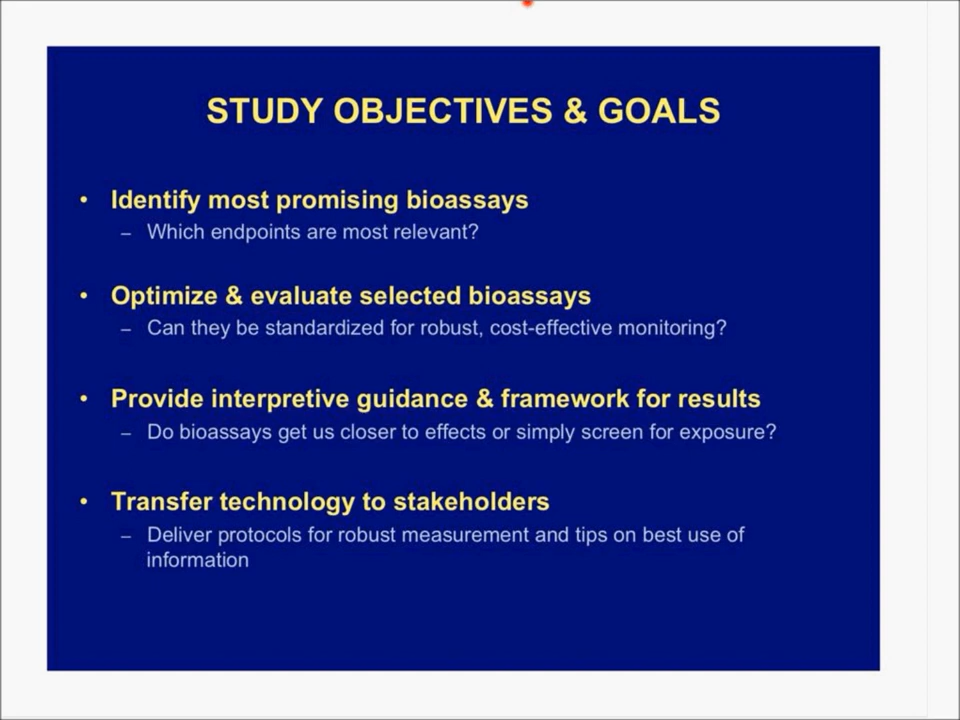 STUDY OBJECTIVES & GOALS
• Identify most promising bioassays
– Which endpoints are most relevant?
• Optimize & evaluate selected bioassays
– Can they be standardized for robust, cost-effective monitoring?
• Provide interpretive guidance & framework for results
– Do bioassays get us closer to effects or simply screen for exposure?
• Transfer technology to stakeholders
– Deliver protocols for robust measurement and tips on best use of
information